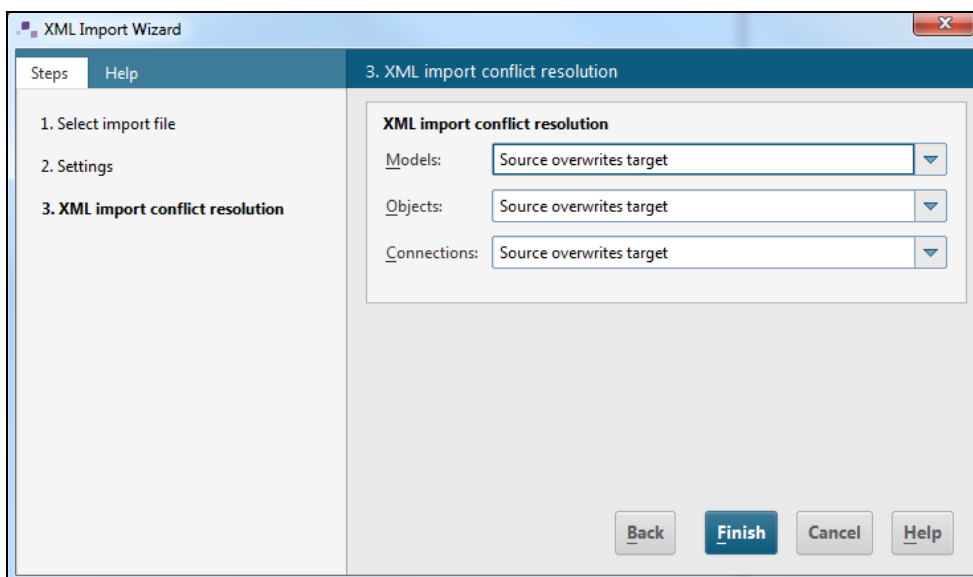 XML Import Wizard
Steps Help
1. Select import file
2. Settings
3. XML import conflict resolution
3. XML import conflict resolution
XML import conflict resolution
Models: Source overwrites target
Objects: Source overwrites target
Connections: Source overwrites target
Back Finish Cancel Help